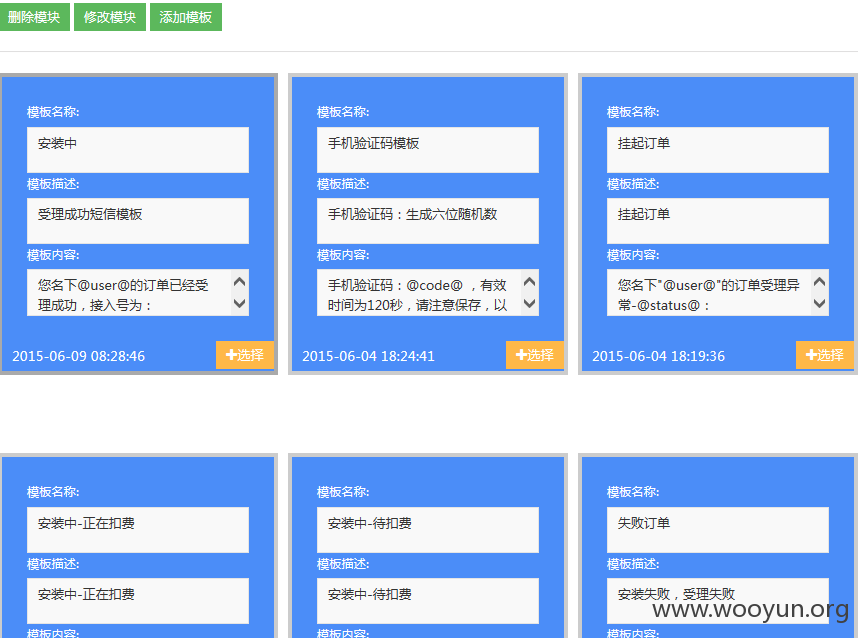 删除模块 修改模块 添加模板
模板名称: 模板名称: 模板名称:
安装中 手机验证码模板 挂起订单
模板描述: 模板描述: 模板描述:
受理成功短信模板 手机验证码：生成六位随机数 挂起订单
模板内容: 模板内容: 模板内容:
您名下@user@的订单已经受 手机验证码：@code@ ，有效 您名下"@user@"的订单受理异
理成功，接入号为： 时间为120秒，请注意保存，以 常-@status@：
2015-06-09 08:28:46 +选择 2015-06-04 18:24:41 +选择 2015-06-04 18:19:36 +选择
模板名称: 模板名称: 模板名称:
安装中-正在扣费 安装中-待扣费 失败订单
模板描述: 模板描述: 模板描述:
安装中-正在扣费 安装中-待扣费 安装失败，受理失败
www.wooyun.org
模板内容: 模板内容: 模板内容: